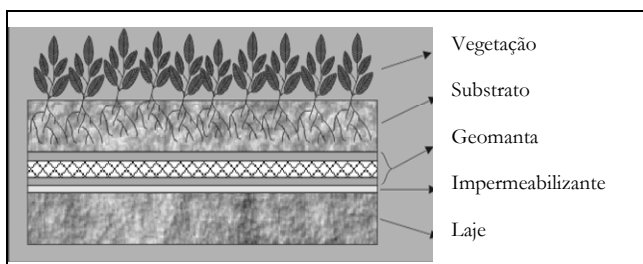 Vegetação
Substrato
Geomanta
Impermeabilizante
Laje